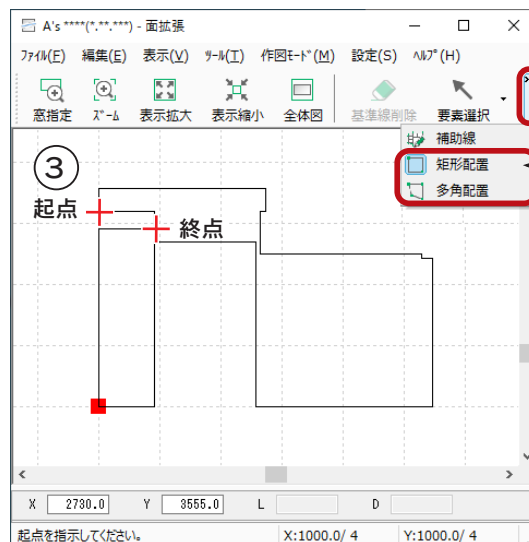 A's ****(*.**.***) - 面拡張
ﾌｧｲﾙ(F) 編集(E) 表示(V) ﾂｰﾙ(T) 作図ﾓｰﾄﾞ(M) 設定(S) ﾍﾙﾌﾟ(H)
窓指定 ｽﾞｰﾑ 表示拡大 表示縮小 全体図 基準線削除 要素選択
補助線
矩形配置
多角配置
③
起点
終点
X 2730.0 Y 3555.0 L D
起点を指示してください。 X:1000.0/ 4 Y:1000.0/ 4